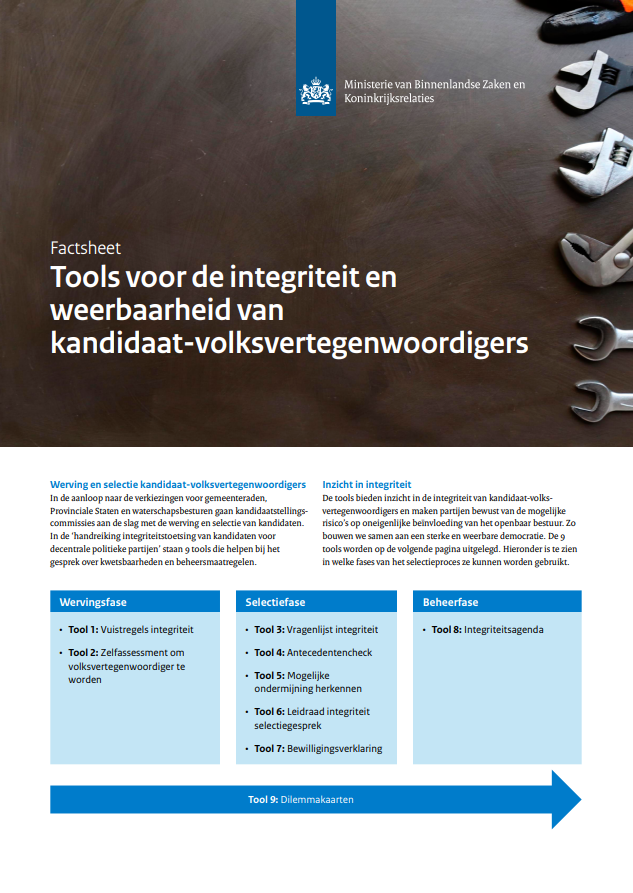 Ministerie van Binnenlandse Zaken en
Koninkrijksrelaties
Factsheet
Tools voor de integriteit en
weerbaarheid van
kandidaat-volksvertegenwoordigers
Werving en selectie kandidaat-volksvertegenwoordigers
In de aanloop naar de verkiezingen voor gemeenteraden,
Provinciale Staten en waterschapsbesturen gaan kandidaatstellings-
commissies aan de slag met de werving en selectie van kandidaten.
In de ‘handreiking integriteitstoetsing van kandidaten voor
decentrale politieke partijen’ staan 9 tools die helpen bij het
gesprek over kwetsbaarheden en beheersmaatregelen.
Inzicht in integriteit
De tools bieden inzicht in de integriteit van kandidaat-volks-
vertegenwoordigers en maken partijen bewust van de mogelijke
risico’s op oneigenlijke beïnvloeding van het openbaar bestuur. Zo
bouwen we samen aan een sterke en weerbare democratie. De 9
tools worden op de volgende pagina uitgelegd. Hieronder is te zien
in welke fases van het selectieproces ze kunnen worden gebruikt.
Wervingsfase
• Tool 1: Vuistregels integriteit
• Tool 2: Zelfassessment om
volksvertegenwoordiger te
worden
Selectiefase
• Tool 3: Vragenlijst integriteit
• Tool 4: Antecedentencheck
• Tool 5: Mogelijke
ondermijning herkennen
• Tool 6: Leidraad integriteit
selectiegesprek
• Tool 7: Bewilligingsverklaring
Beheerfase
• Tool 8: Integriteitsagenda
Tool 9: Dilemmakaarten